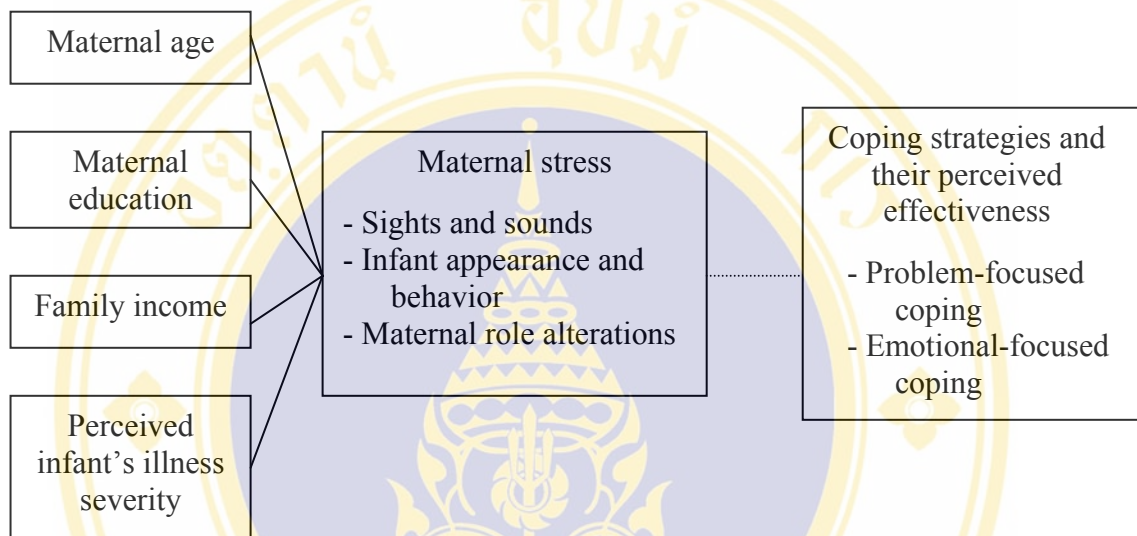 Maternal age
Maternal
education
Family income
Perceived
infant's illness
severity
Maternal stress
- Sights and sounds
- Infant appearance and
behavior
- Maternal role alterations
Coping strategies and
their perceived
effectiveness
- Problem-focused
coping
- Emotional-focused
coping